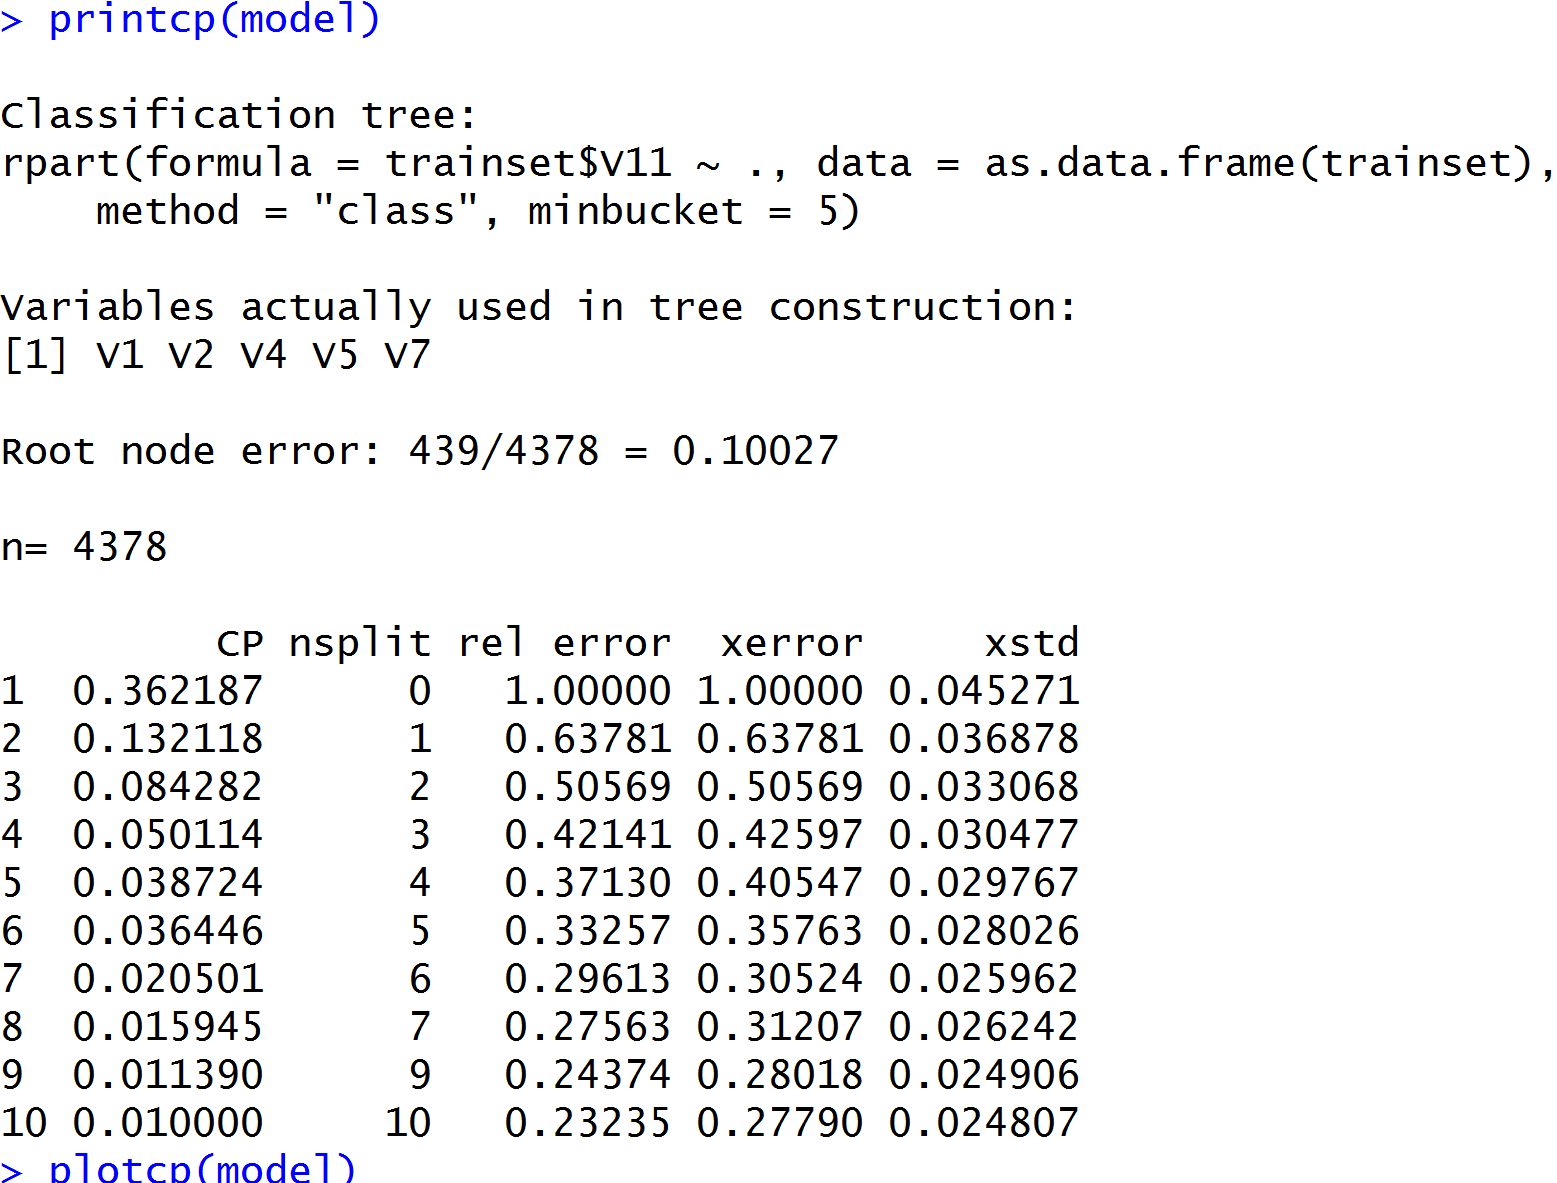 > printcp(model)
Classification tree:
rpart(formula = trainset$V11 ~ ., data = as.data.frame(trainset),
    method = "class", minbucket = 5)
Variables actually used in tree construction:
[1] V1 V2 V4 V5 V7
Root node error: 439/4378 = 0.10027
n= 4378
         CP nsplit rel error  xerror     xstd
1  0.362187      0   1.00000 1.00000 0.045271
2  0.132118      1   0.63781 0.63781 0.036878
3  0.084282      2   0.50569 0.50569 0.033068
4  0.050114      3   0.42141 0.42597 0.030477
5  0.038724      4   0.37130 0.40547 0.029767
6  0.036446      5   0.33257 0.35763 0.028026
7  0.020501      6   0.29613 0.30524 0.025962
8  0.015945      7   0.27563 0.31207 0.026242
9  0.011390      9   0.24374 0.28018 0.024906
10 0.010000     10   0.23235 0.27790 0.024807
> plotcp(model)